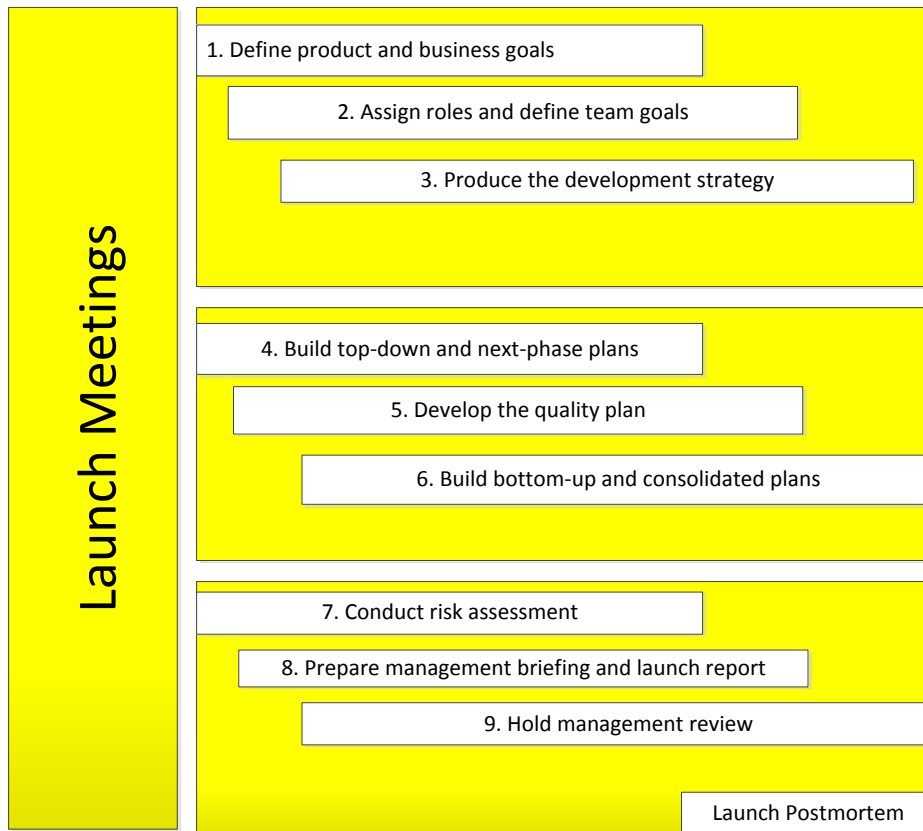 Launch Meetings
1. Define product and business goals
2. Assign roles and define team goals
3. Produce the development strategy
4. Build top-down and next-phase plans
5. Develop the quality plan
6. Build bottom-up and consolidated plans
7. Conduct risk assessment
8. Prepare management briefing and launch report
9. Hold management review
Launch Postmortem